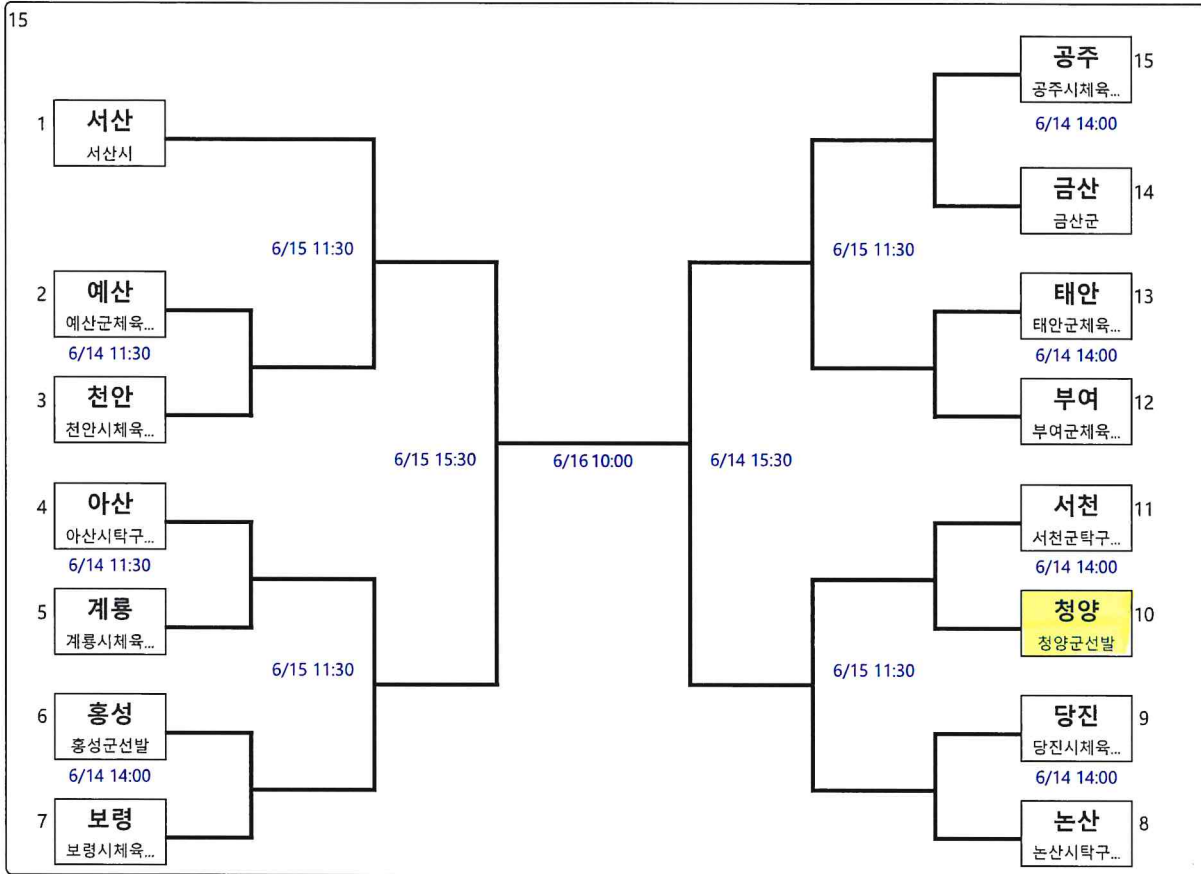 15
1
서산
서산시
6/15 11:30
2
예산
예산군체육...
6/14 11:30
3
천안
천안시체육...
6/15 15:30
4
아산
아산시탁구...
6/14 11:30
5
계룡
계룡시체육...
6/15 11:30
6
홍성
홍성군선발
6/14 14:00
7
보령
보령시체육...
6/16 10:00
공주
15
공주시체육...
6/14 14:00
금산
14
금산군
6/15 11:30
태안
13
태안군체육...
6/14 14:00
부여
12
부여군체육...
6/14 15:30
서천
11
서천군탁구...
6/14 14:00
청양
10
청양군선발
6/15 11:30
당진
9
당진시체육...
6/14 14:00
논산
8
논산시탁구...